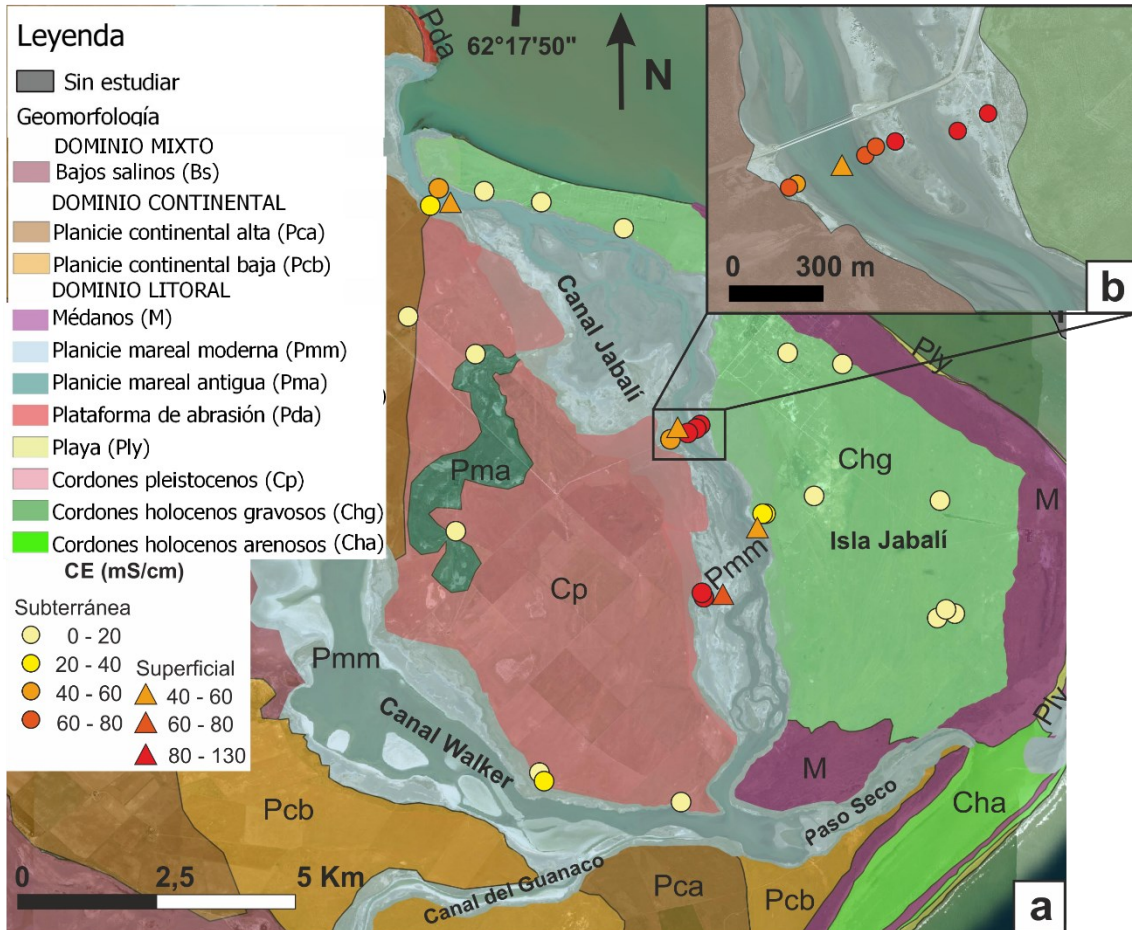 Leyenda
Sin estudiar
Geomorfología
DOMINIO MIXTO
Bajos salinos (Bs)
DOMINIO CONTINENTAL
Planicie continental alta (Pca)
Planicie continental baja (Pcb)
DOMINIO LITORAL
Médanos (M)
Planicie mareal moderna (Pmm)
Planicie mareal antigua (Pma)
Plataforma de abrasión (Pda)
Playa (Ply)
Cordones pleistocenos (Cp)
Cordones holocenos gravosos (Chg)
Cordones holocenos arenosos (Cha)
CE (mS/cm)
Subterránea
0 - 20
20 - 40
40 - 60
60 - 80
Superficial
40 - 60
60 - 80
80 - 130
Pda
62°17'50"
N
0 300 m
b
Canal Jabalí
Ply
Pma
Chg
M
Isla Jabalí
Pmm
Cp
Pmm
Canal Walker
Ply
M
Paso Seco
Cha
Pcb
Canal del Guanaco
Pca
Pcb
0 2,5 5 Km
a